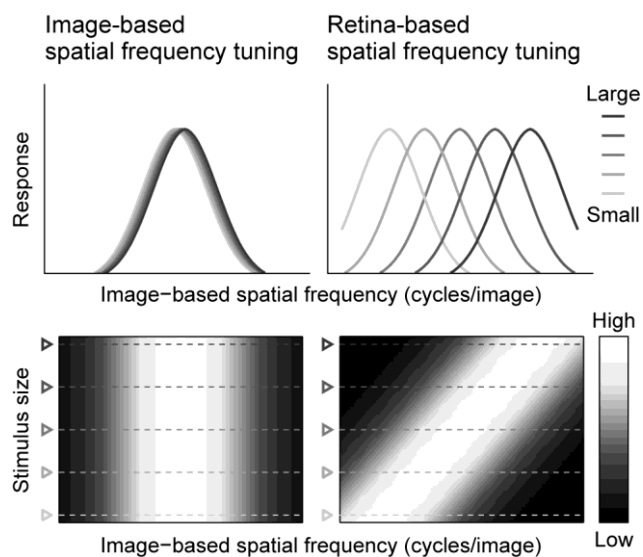 Image-based
spatial frequency tuning
Retina-based
spatial frequency tuning
Response
Large
Small
Image−based spatial frequency (cycles/image)
Stimulus size
High
Low
Image−based spatial frequency (cycles/image)